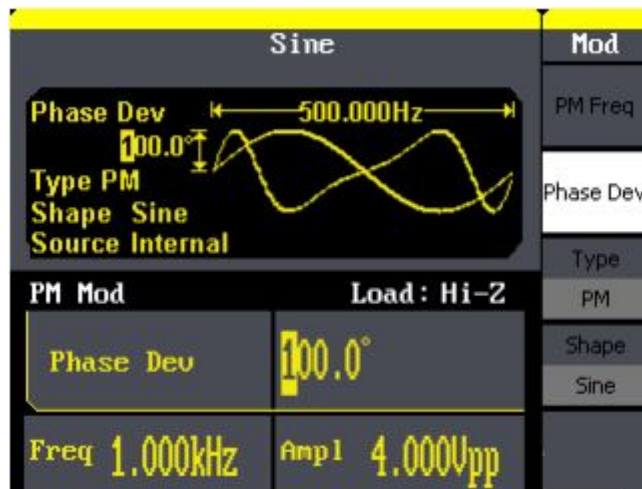 Sine
Mod
Phase Dev 500.000Hz
100.0°
Type PM
Shape Sine
Source Internal
PM Mod Load: Hi-Z
Phase Dev 100.0°
Freq 1.000kHz Ampl 4.000Vpp
PM Freq
Phase Dev
Type
PM
Shape
Sine